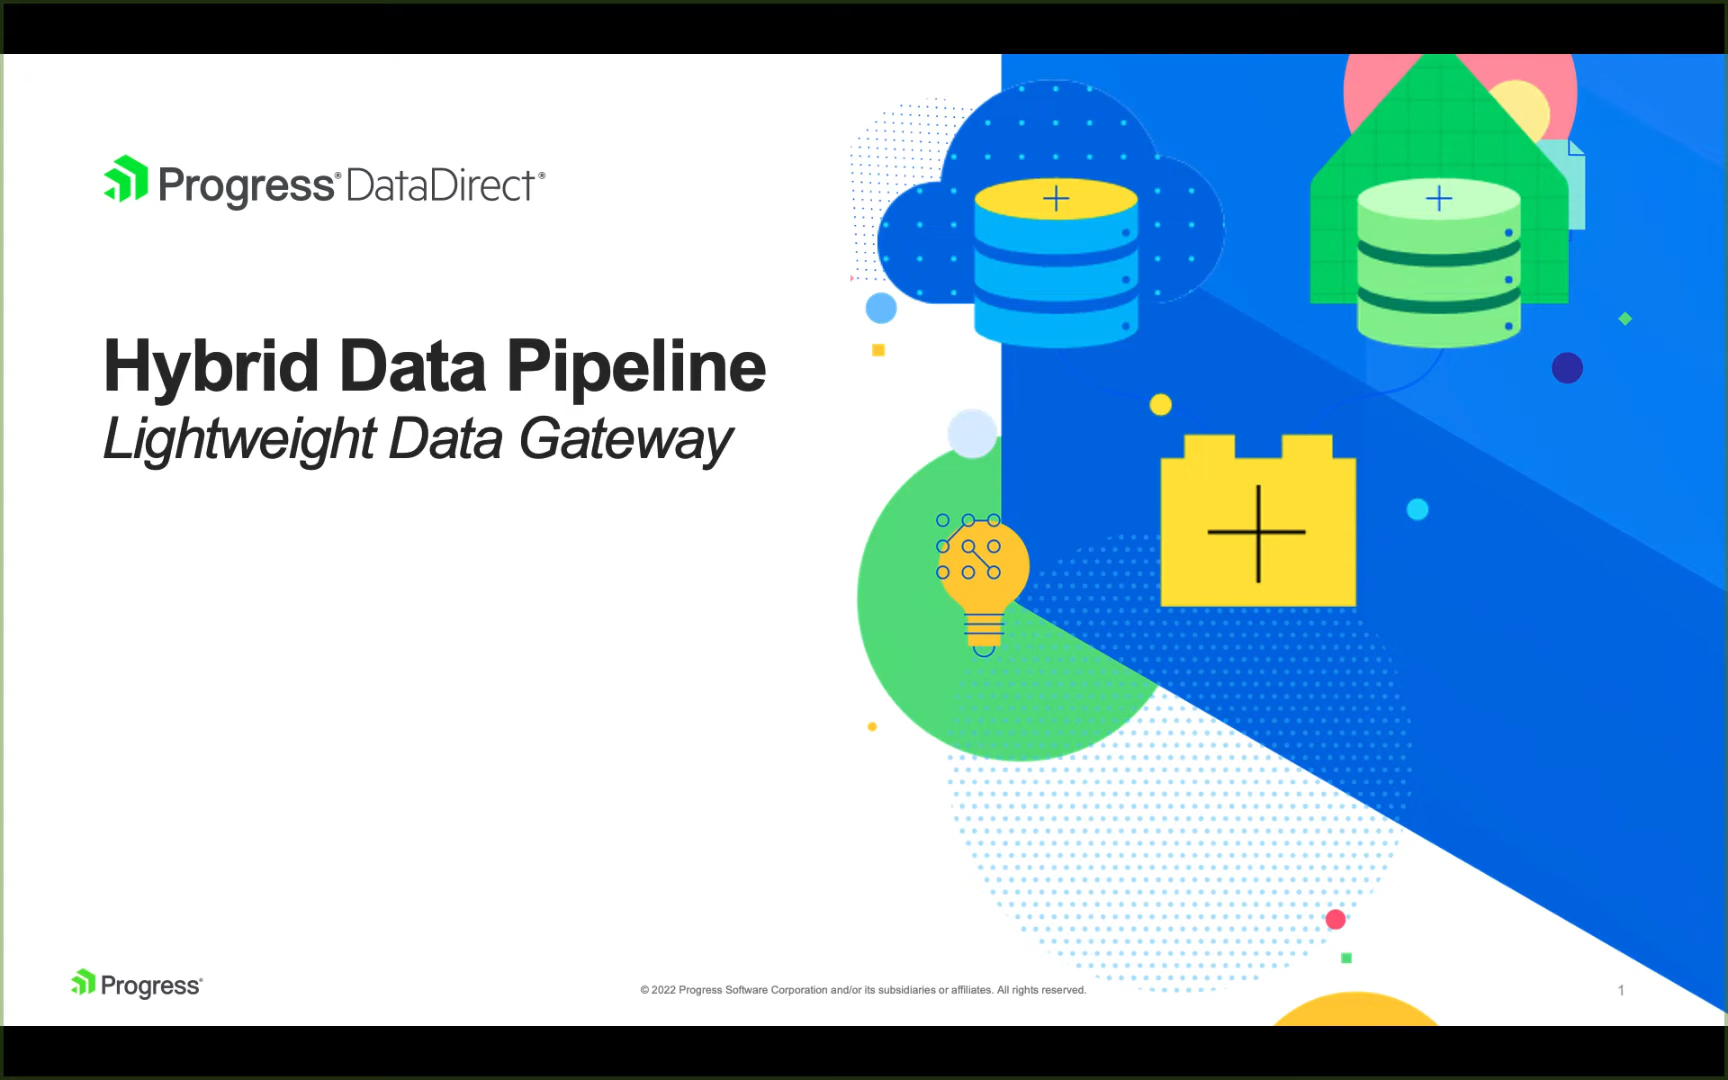 Progress® DataDirect®
Hybrid Data Pipeline
Lightweight Data Gateway
Progress®
© 2022 Progress Software Corporation and/or its subsidiaries or affiliates. All rights reserved.
1